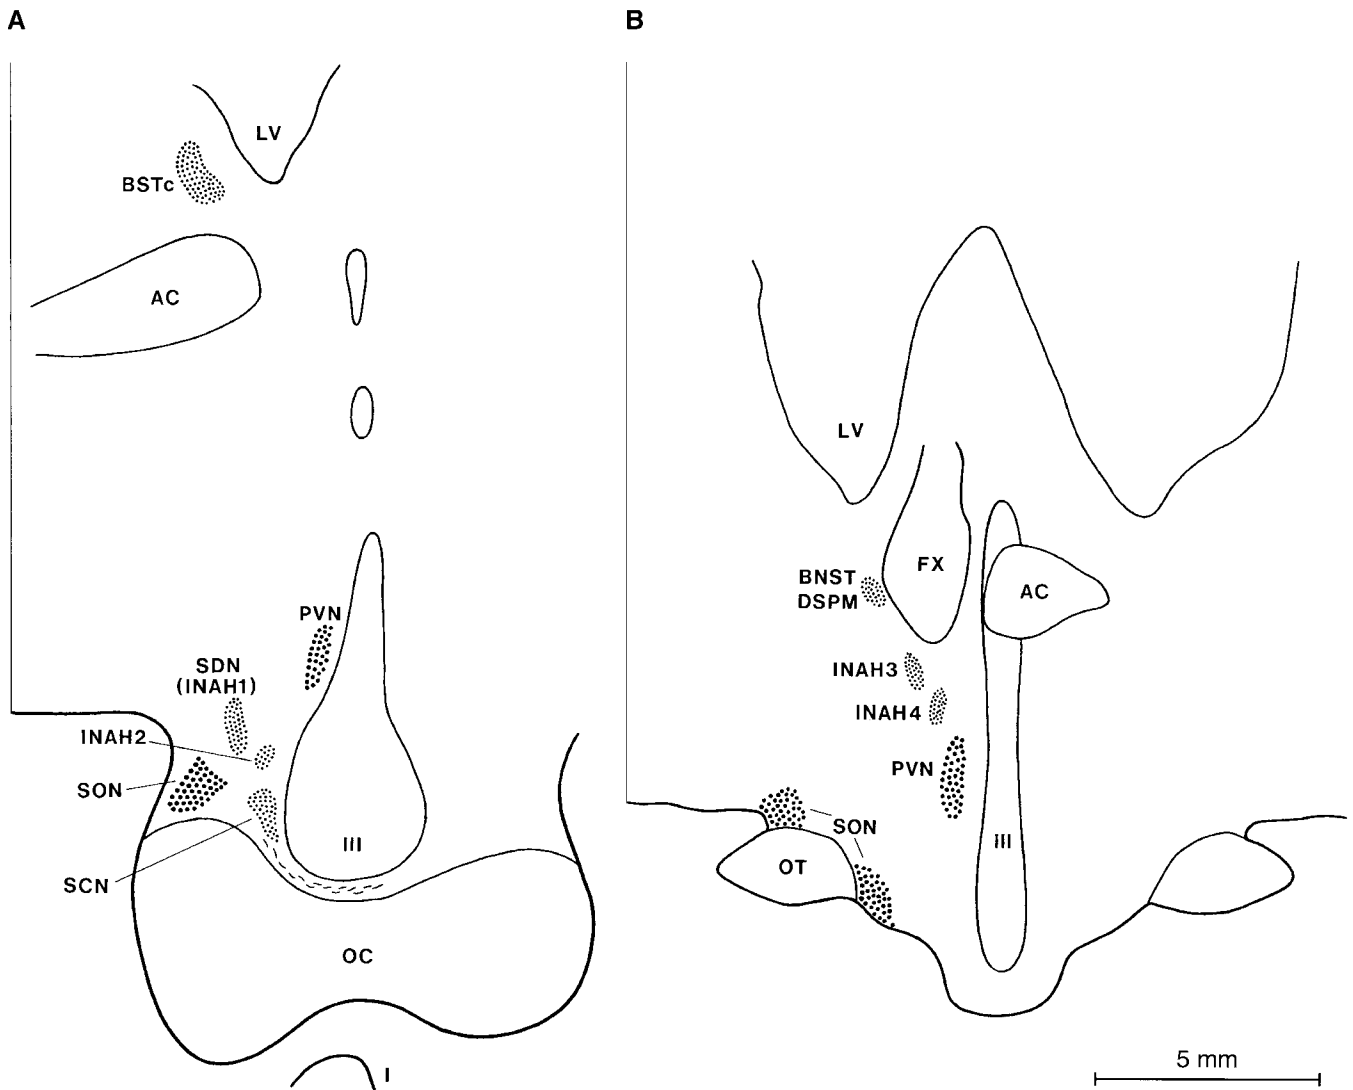 A
LV
BSTc
AC
PVN
SDN
(INAH1)
INAH2
SON
III
SCN
OC
I
B
LV
FX
BNST
DSPM
AC
INAH3
INAH4
PVN
SON
III
OT
5 mm